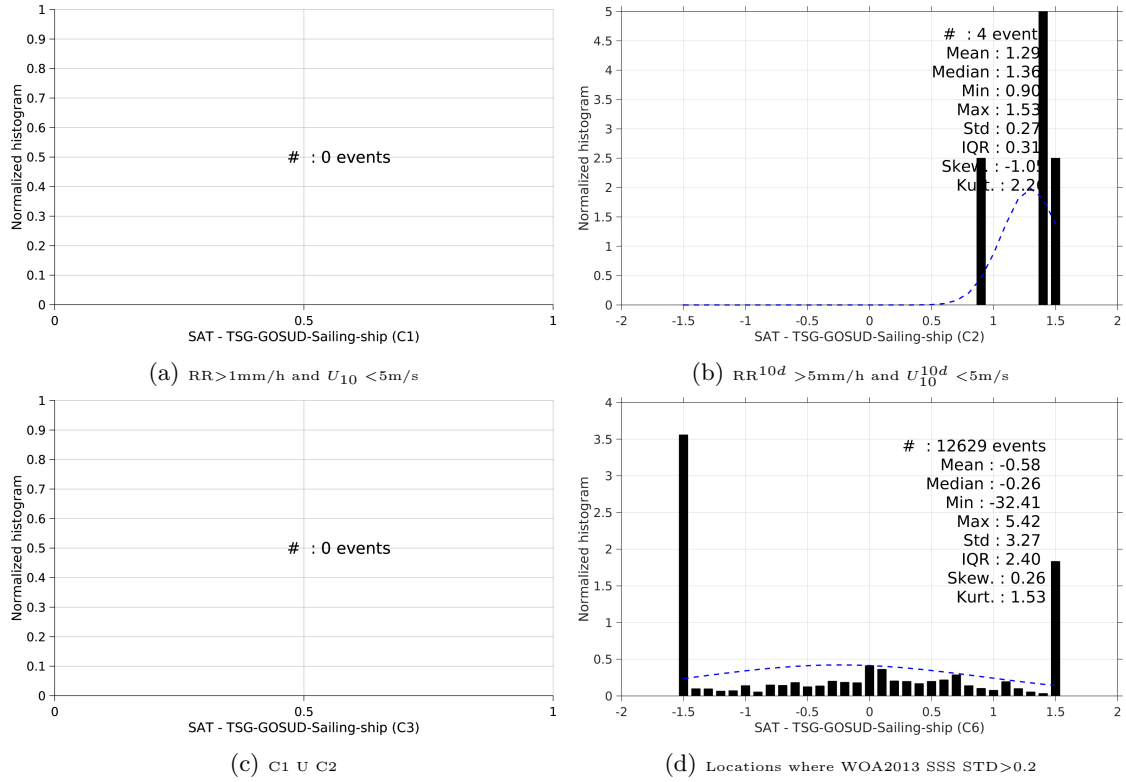 1
0.9
0.8
0.7
0.6
0.5
0.4
0.3
0.2
0.1
0
Normalized histogram
# : 0 events
0 0.5 1
SAT - TSG-GOSUD-Sailing-ship (C1)
(a) RR>1mm/h and U10 <5m/s
5
4.5
4
3.5
3
2.5
2
1.5
1
0.5
0
Normalized histogram
# : 4 event
Mean : 1.29
Median : 1.36
Min : 0.90
Max : 1.53
Std : 0.27
IQR : 0.31
Skew. : -1.05
Kurt. : 2.20
-2 -1.5 -1 -0.5 0 0.5 1 1.5 2
SAT - TSG-GOSUD-Sailing-ship (C2)
(b) RR^10d >5mm/h and U10^10d <5m/s
1
0.9
0.8
0.7
0.6
0.5
0.4
0.3
0.2
0.1
0
Normalized histogram
# : 0 events
0 0.5 1
SAT - TSG-GOSUD-Sailing-ship (C3)
(c) C1 U C2
4
3.5
3
2.5
2
1.5
1
0.5
0
Normalized histogram
# : 12629 events
Mean : -0.58
Median : -0.26
Min : -32.41
Max : 5.42
Std : 3.27
IQR : 2.40
Skew. : 0.26
Kurt. : 1.53
-2 -1.5 -1 -0.5 0 0.5 1 1.5 2
SAT - TSG-GOSUD-Sailing-ship (C6)
(d) Locations where WOA2013 SSS STD>0.2